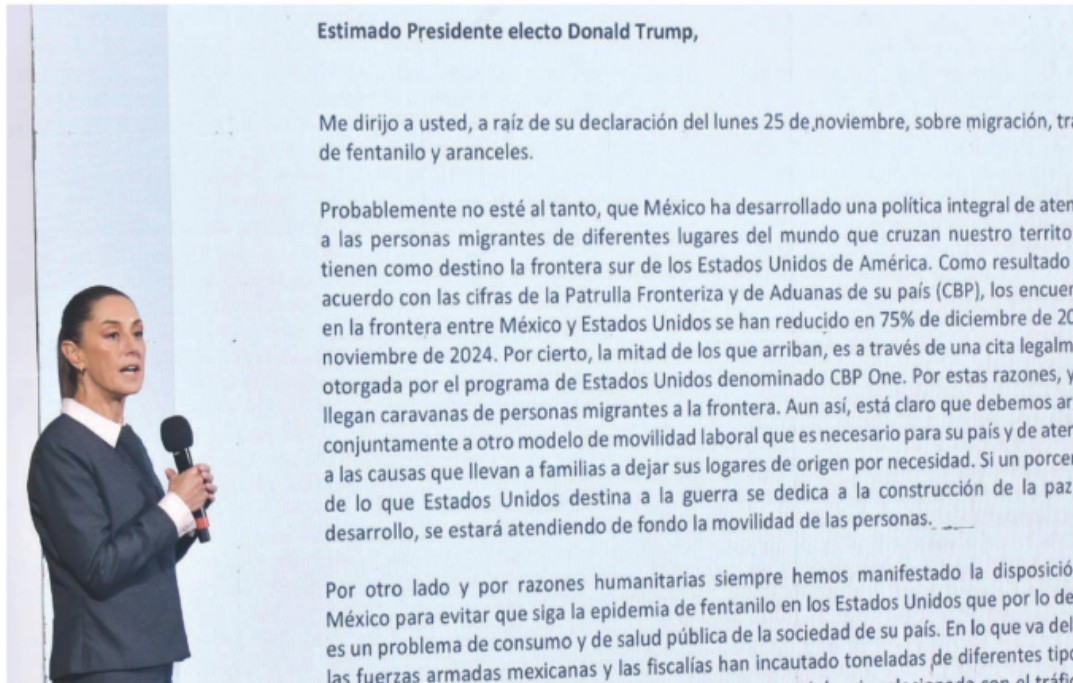 Estimado Presidente electo Donald Trump,
Me dirijo a usted, a raíz de su declaración del lunes 25 de noviembre, sobre migración,
de fentanilo y aranceles.
Probablemente no esté al tanto, que México ha desarrollado una política integral de
a las personas migrantes de diferentes lugares del mundo que cruzan nuestro
tienen como destino la frontera sur de los Estados Unidos de América. Como resultado
acuerdo con las cifras de la Patrulla Fronteriza y de Aduanas de su país (CBP), los
en la frontera entre México y Estados Unidos se han reducido en 75% de diciembre de
noviembre de 2024. Por cierto, la mitad de los que arriban, es a través de una cita
otorgada por el programa de Estados Unidos denominado CBP One. Por estas razones,
llegan caravanas de personas migrantes a la frontera. Aun así, está claro que debemos
conjuntamente a otro modelo de movilidad laboral que es necesario para su país y de
a las causas que llevan a familias a dejar sus logares de origen por necesidad. Si un
de lo que Estados Unidos destina a la guerra se dedica a la construcción de la paz
desarrollo, se estará atendiendo de fondo la movilidad de las personas.
Por otro lado y por razones humanitarias siempre hemos manifestado la
México para evitar que siga la epidemia de fentanilo en los Estados Unidos que por lo
es un problema de consumo y de salud pública de la sociedad de su país. En lo que va del
las fuerzas armadas mexicanas y las fiscalías han incautado toneladas de diferentes
con el